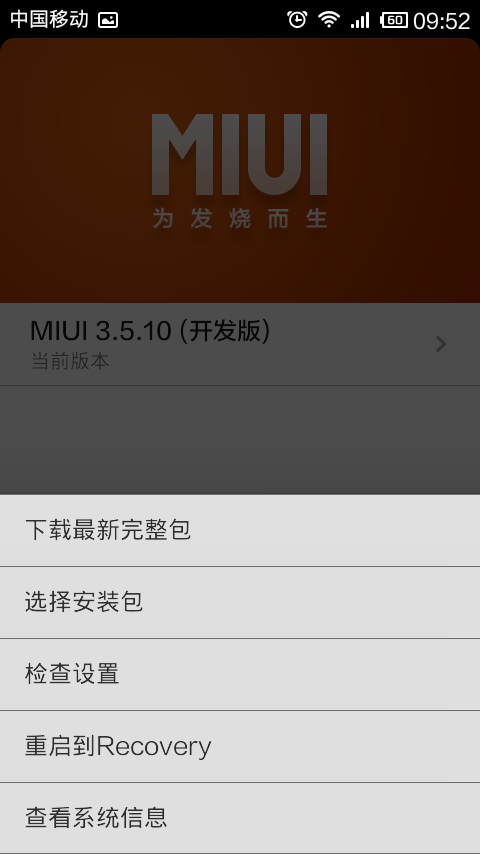 中国移动 60 09:52
MIUI
为发烧而生
MIUI 3.5.10 (开发版)
当前版本
下载最新完整包
选择安装包
检查设置
重启到Recovery
查看系统信息